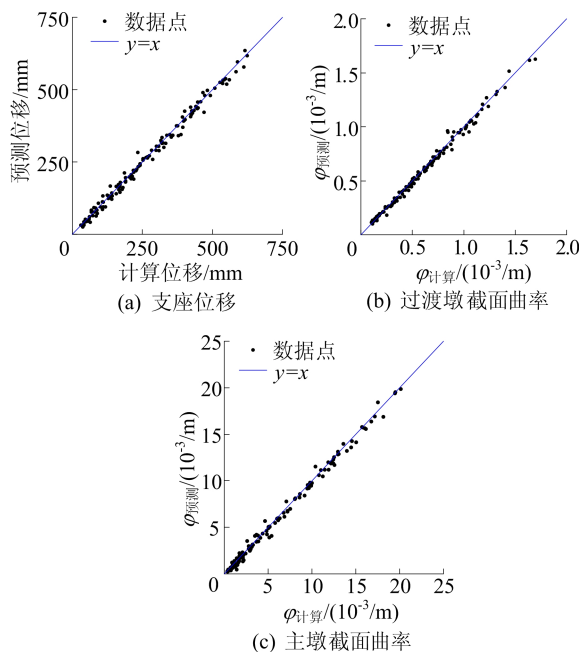 750
数据点
y=x
500
250
预测位移/mm
0
250
500
750
计算位移/mm
(a) 支座位移
2.0
数据点
y=x
1.5
1.0
0.5
φ预测/(10-3/m)
0
0.5
1.0
1.5
2.0
φ计算/(10-3/m)
(b) 过渡墩截面曲率
25
数据点
y=x
20
15
10
5
φ预测/(10-3/m)
0
5
10
15
20
25
φ计算/(10-3/m)
(c) 主墩截面曲率